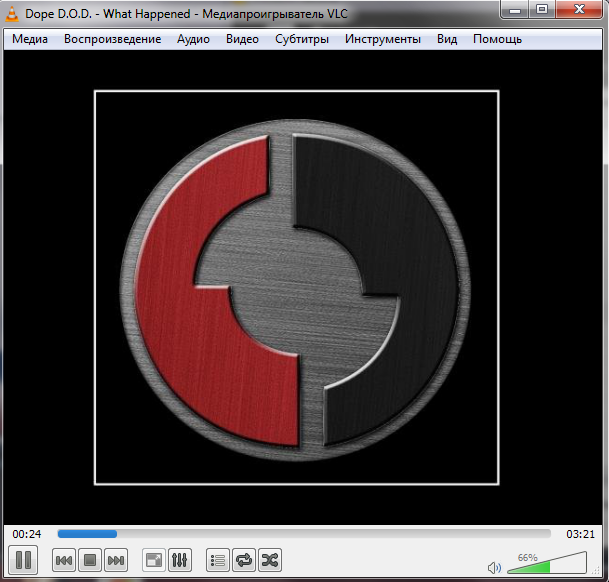 Dope D.O.D. - What Happened - Медиапроигрыватель VLC
Медиа Воспроизведение Аудио Видео Субтитры Инструменты Вид Помощь
00:24 03:21
66%